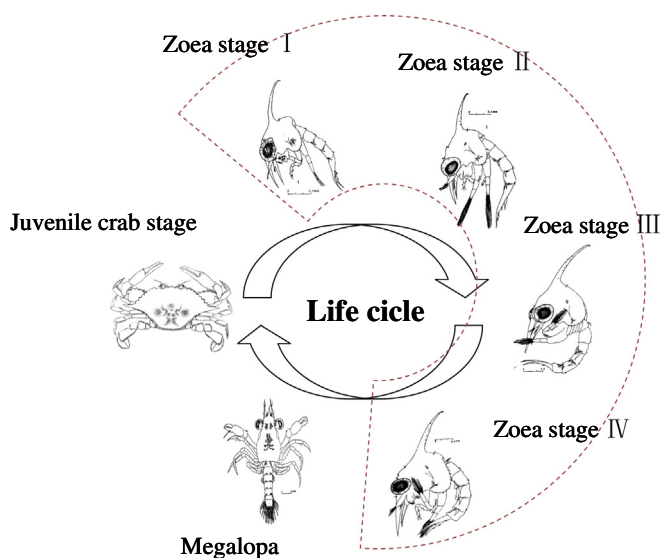 Zoea stage Ⅰ
Zoea stage Ⅱ
Juvenile crab stage
Zoea stage Ⅲ
Life cicle
Zoea stage Ⅳ
Megalopa